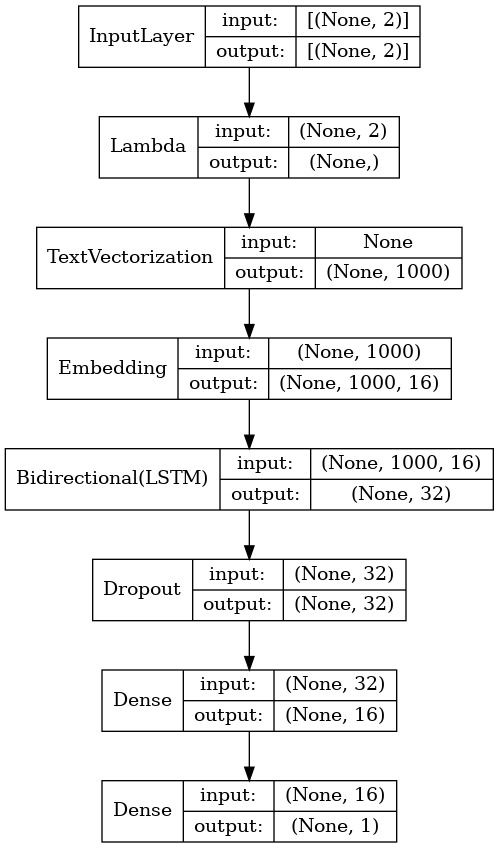 InputLayer input: [(None, 2)]
output: [(None, 2)]
Lambda input: (None, 2)
output: (None,)
TextVectorization input: None
output: (None, 1000)
Embedding input: (None, 1000)
output: (None, 1000, 16)
Bidirectional(LSTM) input: (None, 1000, 16)
output: (None, 32)
Dropout input: (None, 32)
output: (None, 32)
Dense input: (None, 32)
output: (None, 16)
Dense input: (None, 16)
output: (None, 1)